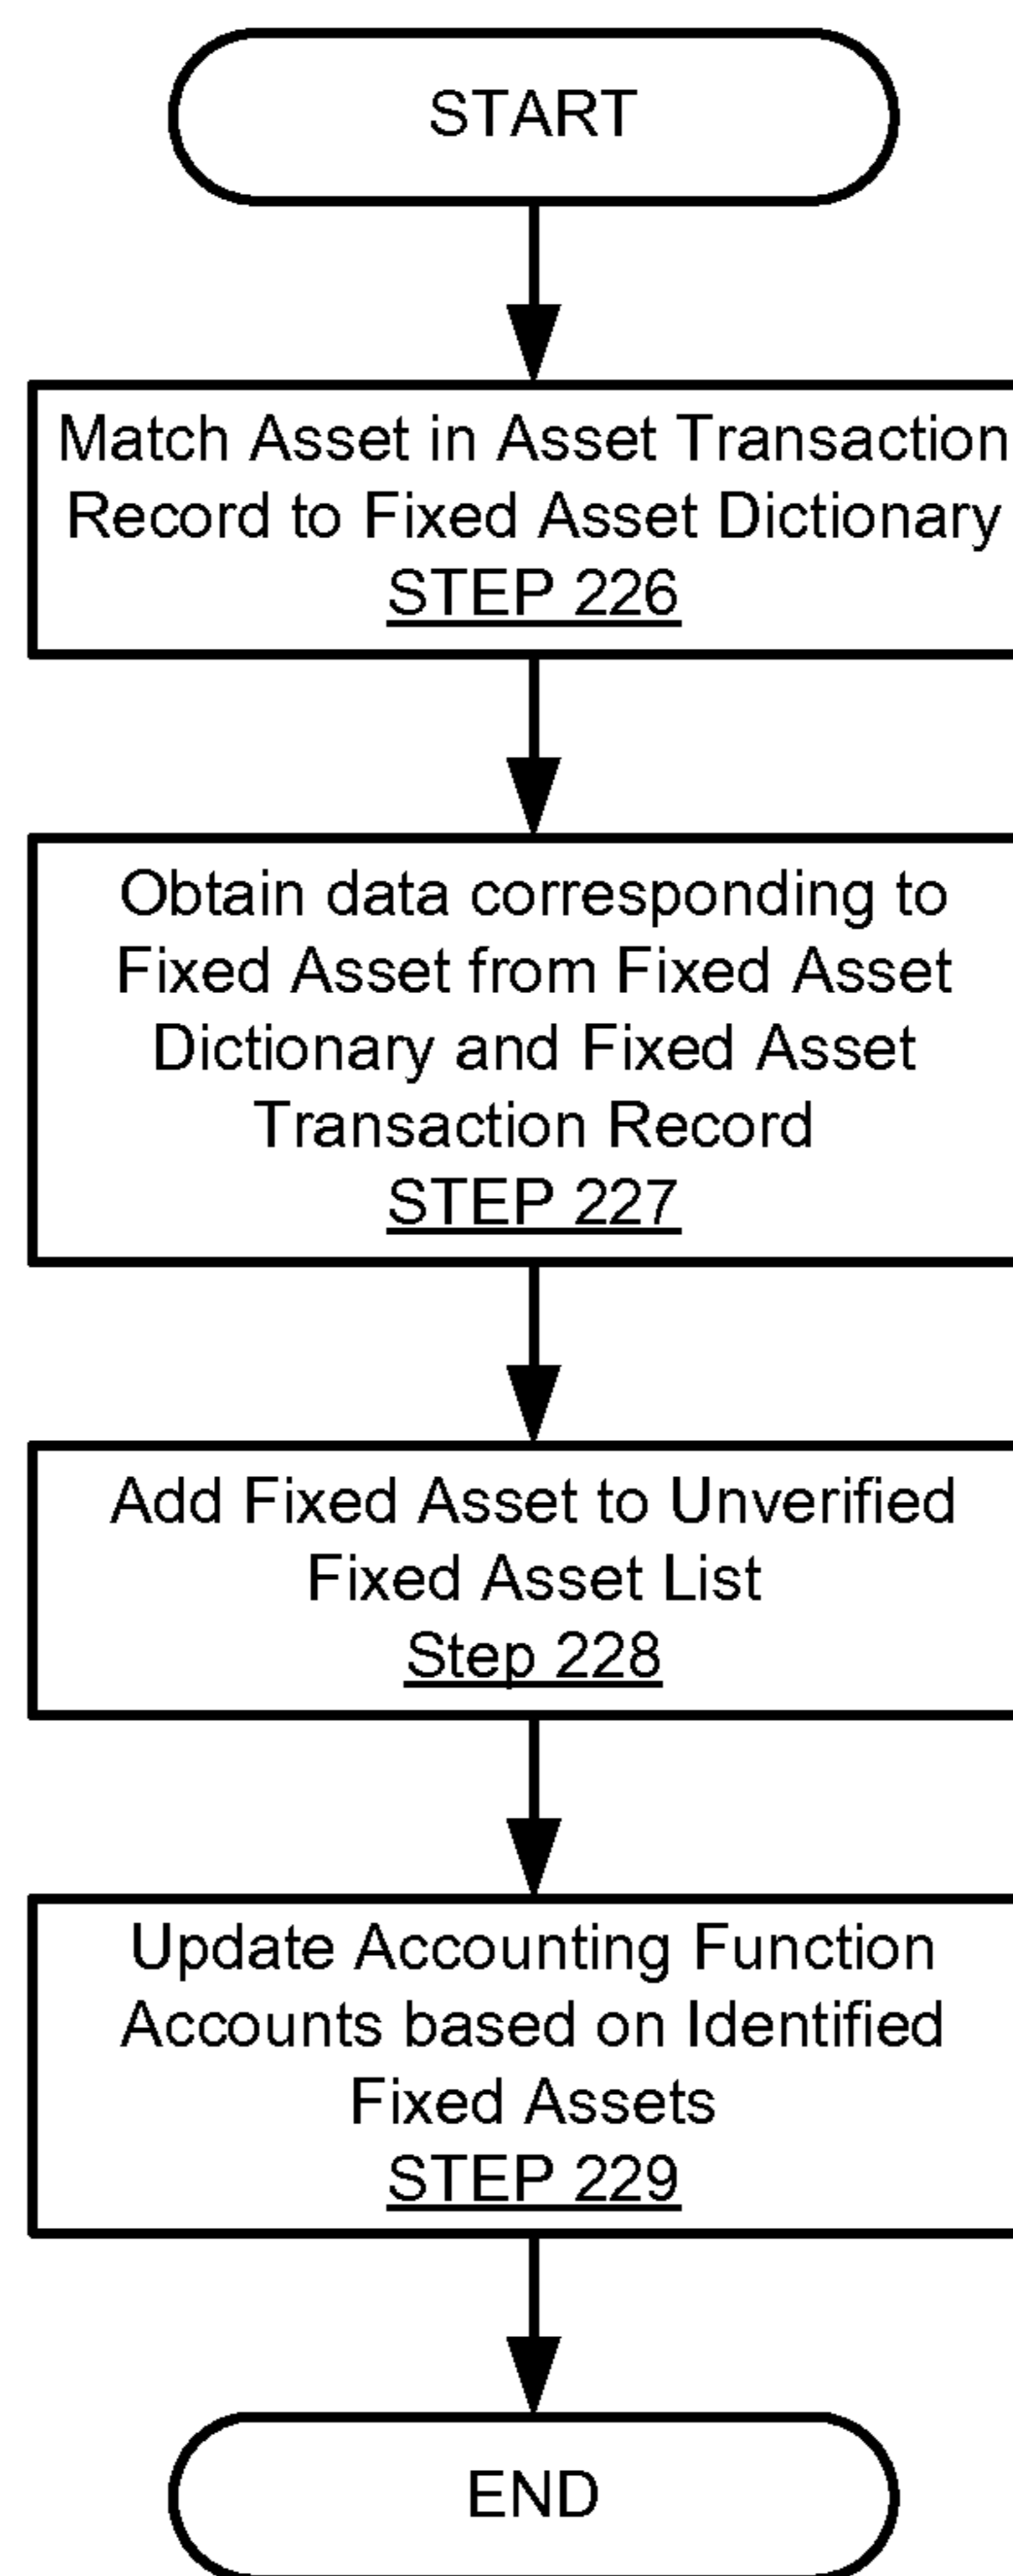 START
Match Asset in Asset Transaction
Record to Fixed Asset Dictionary
STEP 226
Obtain data corresponding to
Fixed Asset from Fixed Asset
Dictionary and Fixed Asset
Transaction Record
STEP 227
Add Fixed Asset to Unverified
Fixed Asset List
Step 228
Update Accounting Function
Accounts based on Identified
Fixed Assets
STEP 229
END